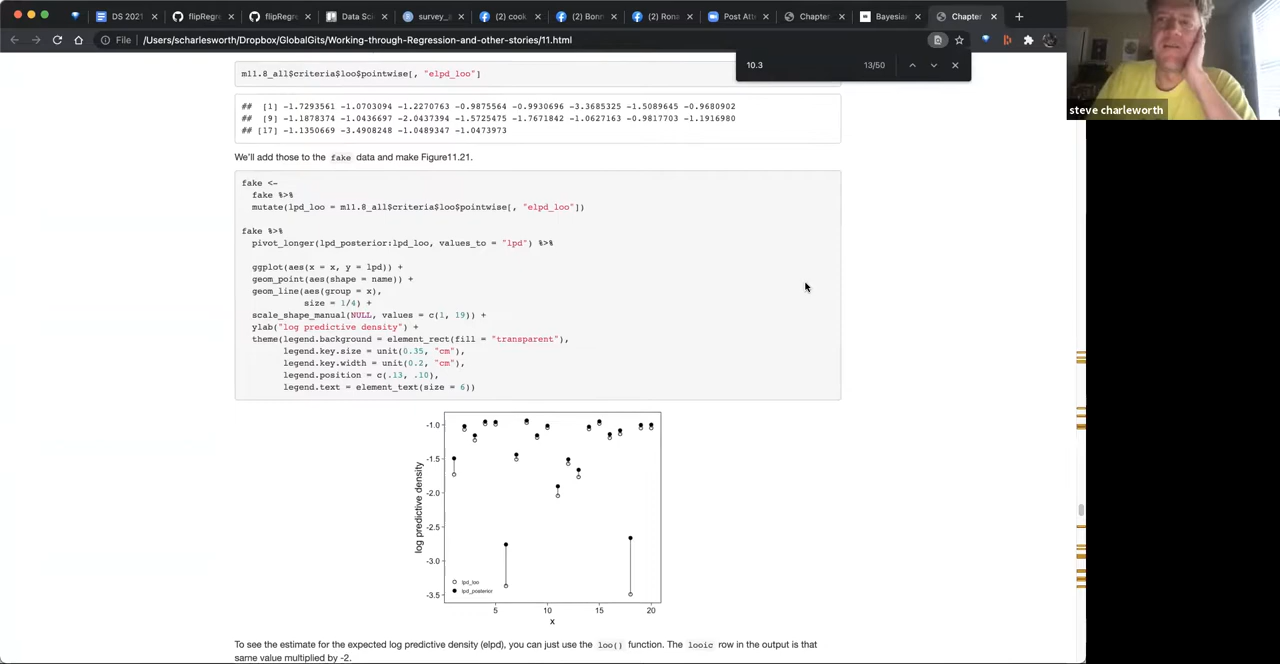 DS 2021
flipRegre
flipRegre
Data Sci
survey_a
(2) cook
(2) Bonn
(2) Rona
Post Att
Chapter
Bayesian
Chapter
File /Users/scharlesworth/Dropbox/GlobalGits/Working-through-Regression-and-other-stories/11.html
10.3 13/50
steve charleworth
m11.8_all$criteria$loo$pointwise[, "elpd_loo"]
## [1] -1.7293561 -1.0703094 -1.2270763 -0.9875564 -0.9930696 -3.3685325 -1.5089645 -0.9680902
## [9] -1.1878374 -1.0436697 -2.0437394 -1.5725475 -1.7671842 -1.0627163 -0.9817703 -1.1916980
## [17] -1.1350669 -3.4908248 -1.0489347 -1.0473973
We'll add those to the fake data and make Figure11.21.
fake <-
fake %>%
mutate(lpd_loo = m11.8_all$criteria$loo$pointwise[, "elpd_loo"])
fake %>%
pivot_longer(lpd_posterior:lpd_loo, values_to = "lpd") %>%
ggplot(aes(x = x, y = lpd)) +
geom_point(aes(shape = name)) +
geom_line(aes(group = x),
size = 1/4) +
scale_shape_manual(NULL, values = c(1, 19)) +
ylab("log predictive density") +
theme(legend.background = element_rect(fill = "transparent"),
legend.key.size = unit(0.35, "cm"),
legend.key.width = unit(0.2, "cm"),
legend.position = c(.13, .10),
legend.text = element_text(size = 6))
log predictive density
-1.0
-1.5
-2.0
-2.5
-3.0
-3.5
lpd_loo
lpd_posterior
5 10 15 20
x
To see the estimate for the expected log predictive density (elpd), you can just use the loo() function. The looic row in the output is that
same value multiplied by -2.